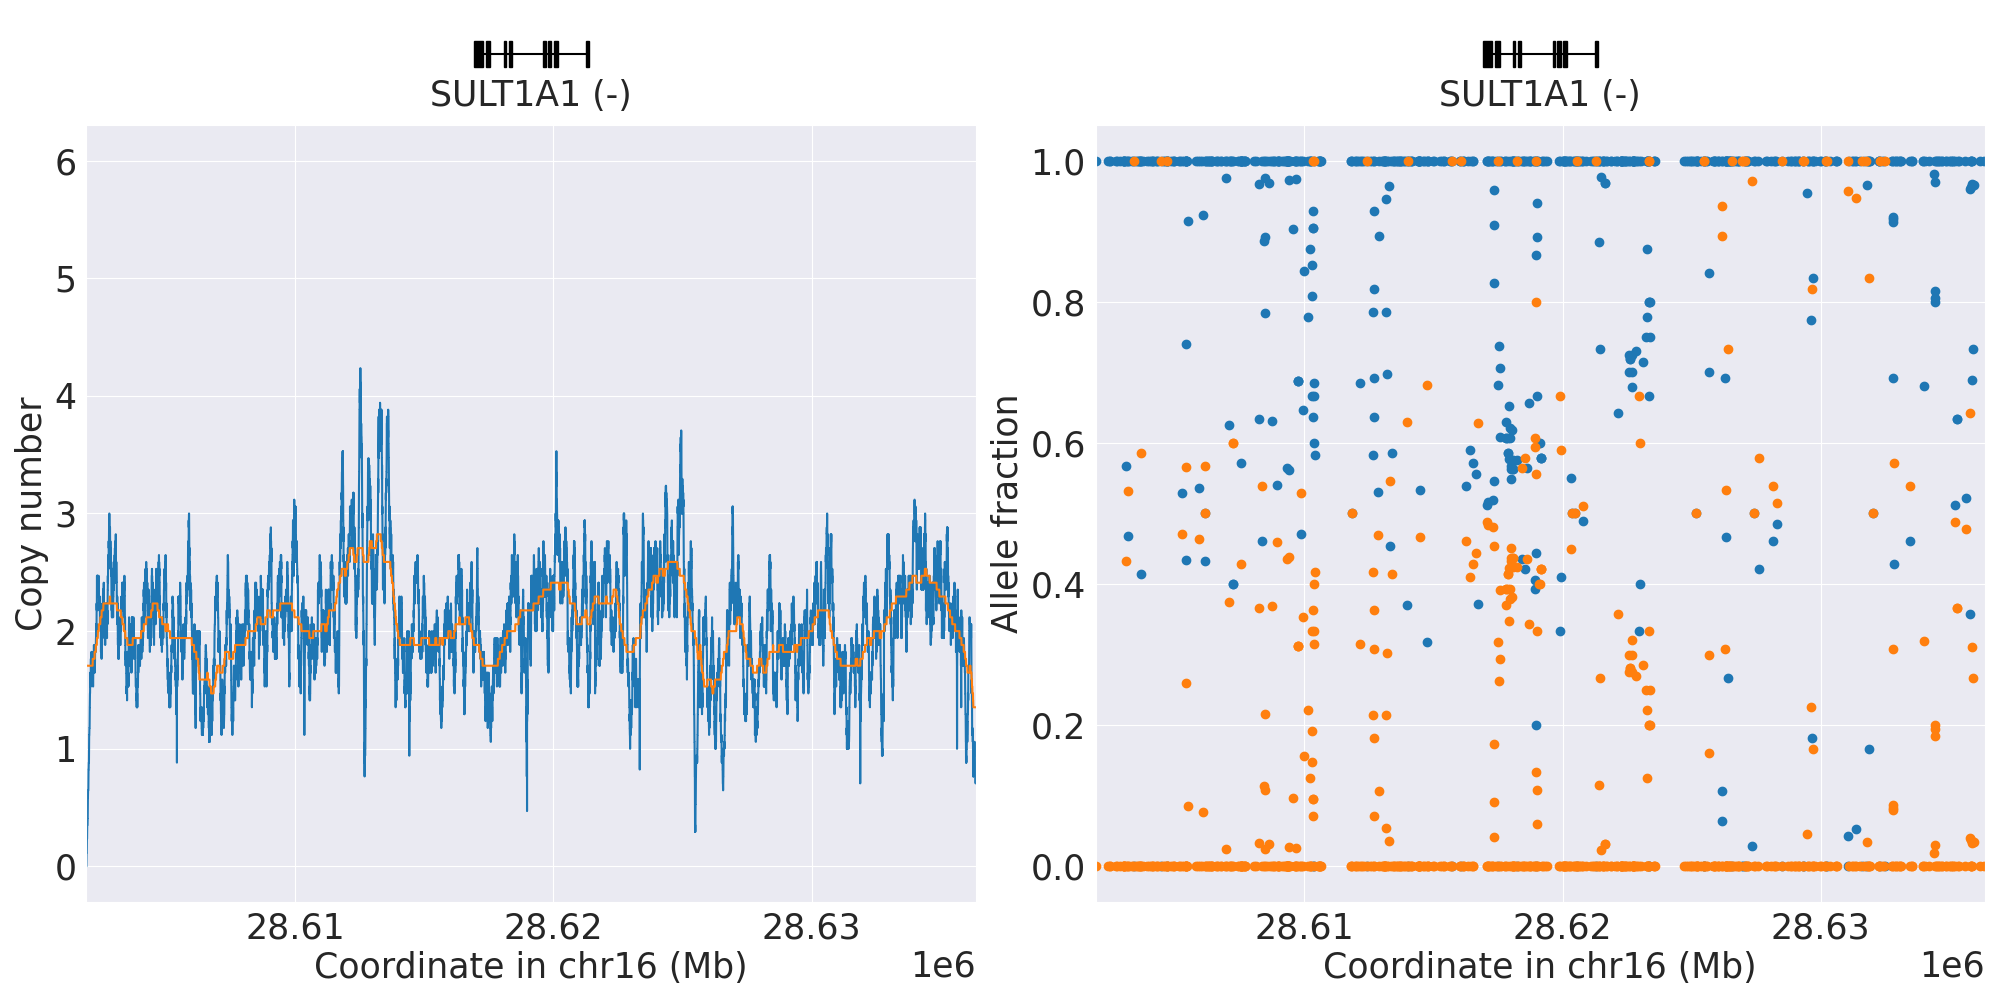 SULT1A1 (-)
6
5
4
3
2
1
0
Copy number
28.61
28.62
28.63
Coordinate in chr16 (Mb)
1e6
SULT1A1 (-)
1.0
0.8
0.6
0.4
0.2
0.0
Allele fraction
28.61
28.62
28.63
Coordinate in chr16 (Mb)
1e6